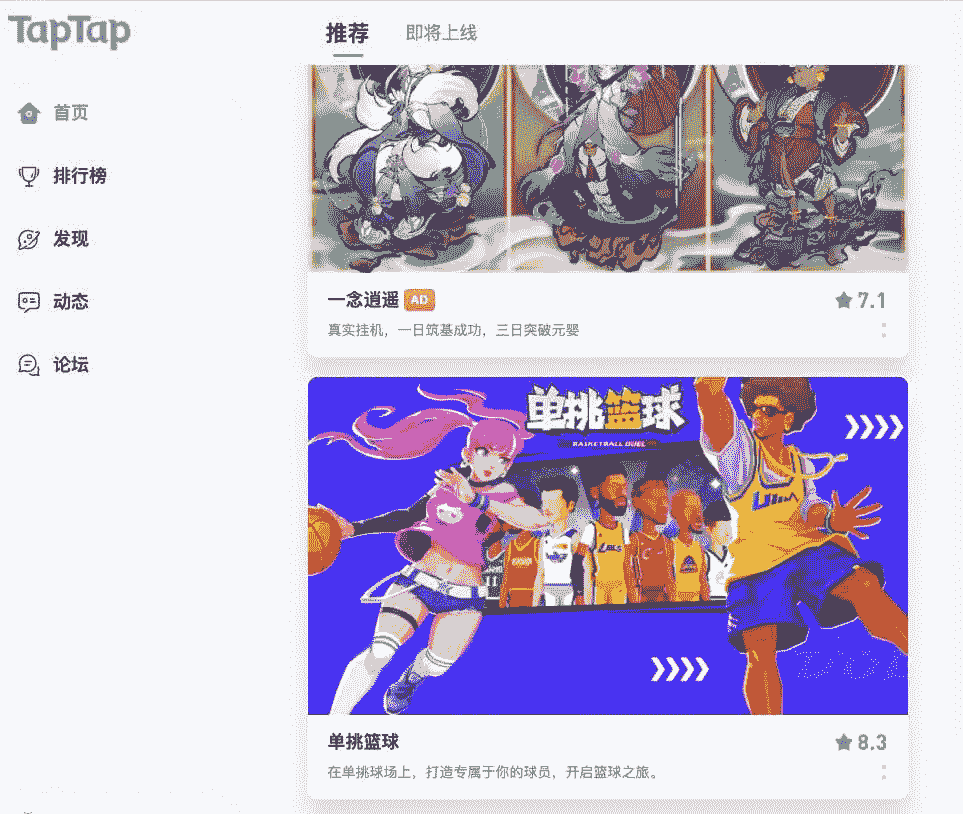 TapTap
推荐 即将上线
首页
排行榜
发现
动态
论坛
一念逍遥 AD 7.1
真实挂机，一日筑基成功，三日突破元婴
单挑篮球
BASKETBALL DUEL
单挑篮球 8.3
在单挑球场上，打造专属于你的球员，开启篮球之旅。